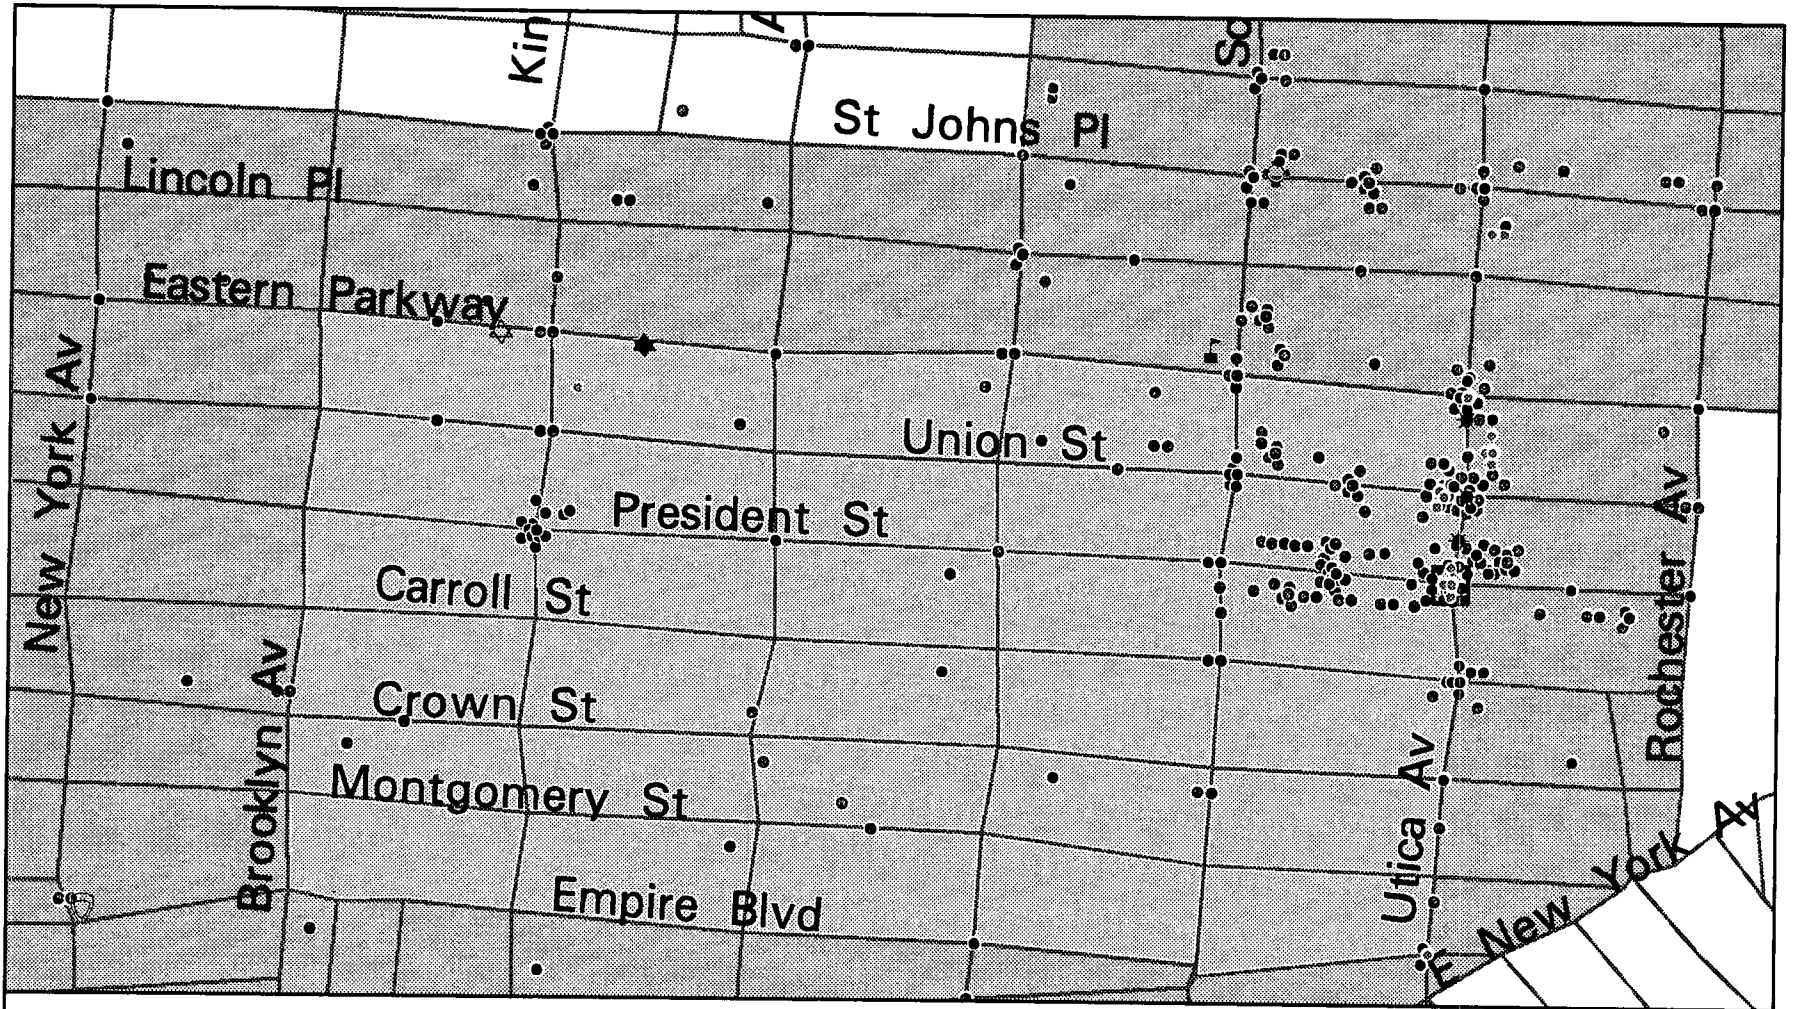 St Johns Pl
Lincoln Pl
Eastern Parkway
Union St
President St
Carroll St
Crown St
Montgomery St
Empire Blvd
New York Av
Brooklyn Av
Utica Av
Rochester Av
E New York Av